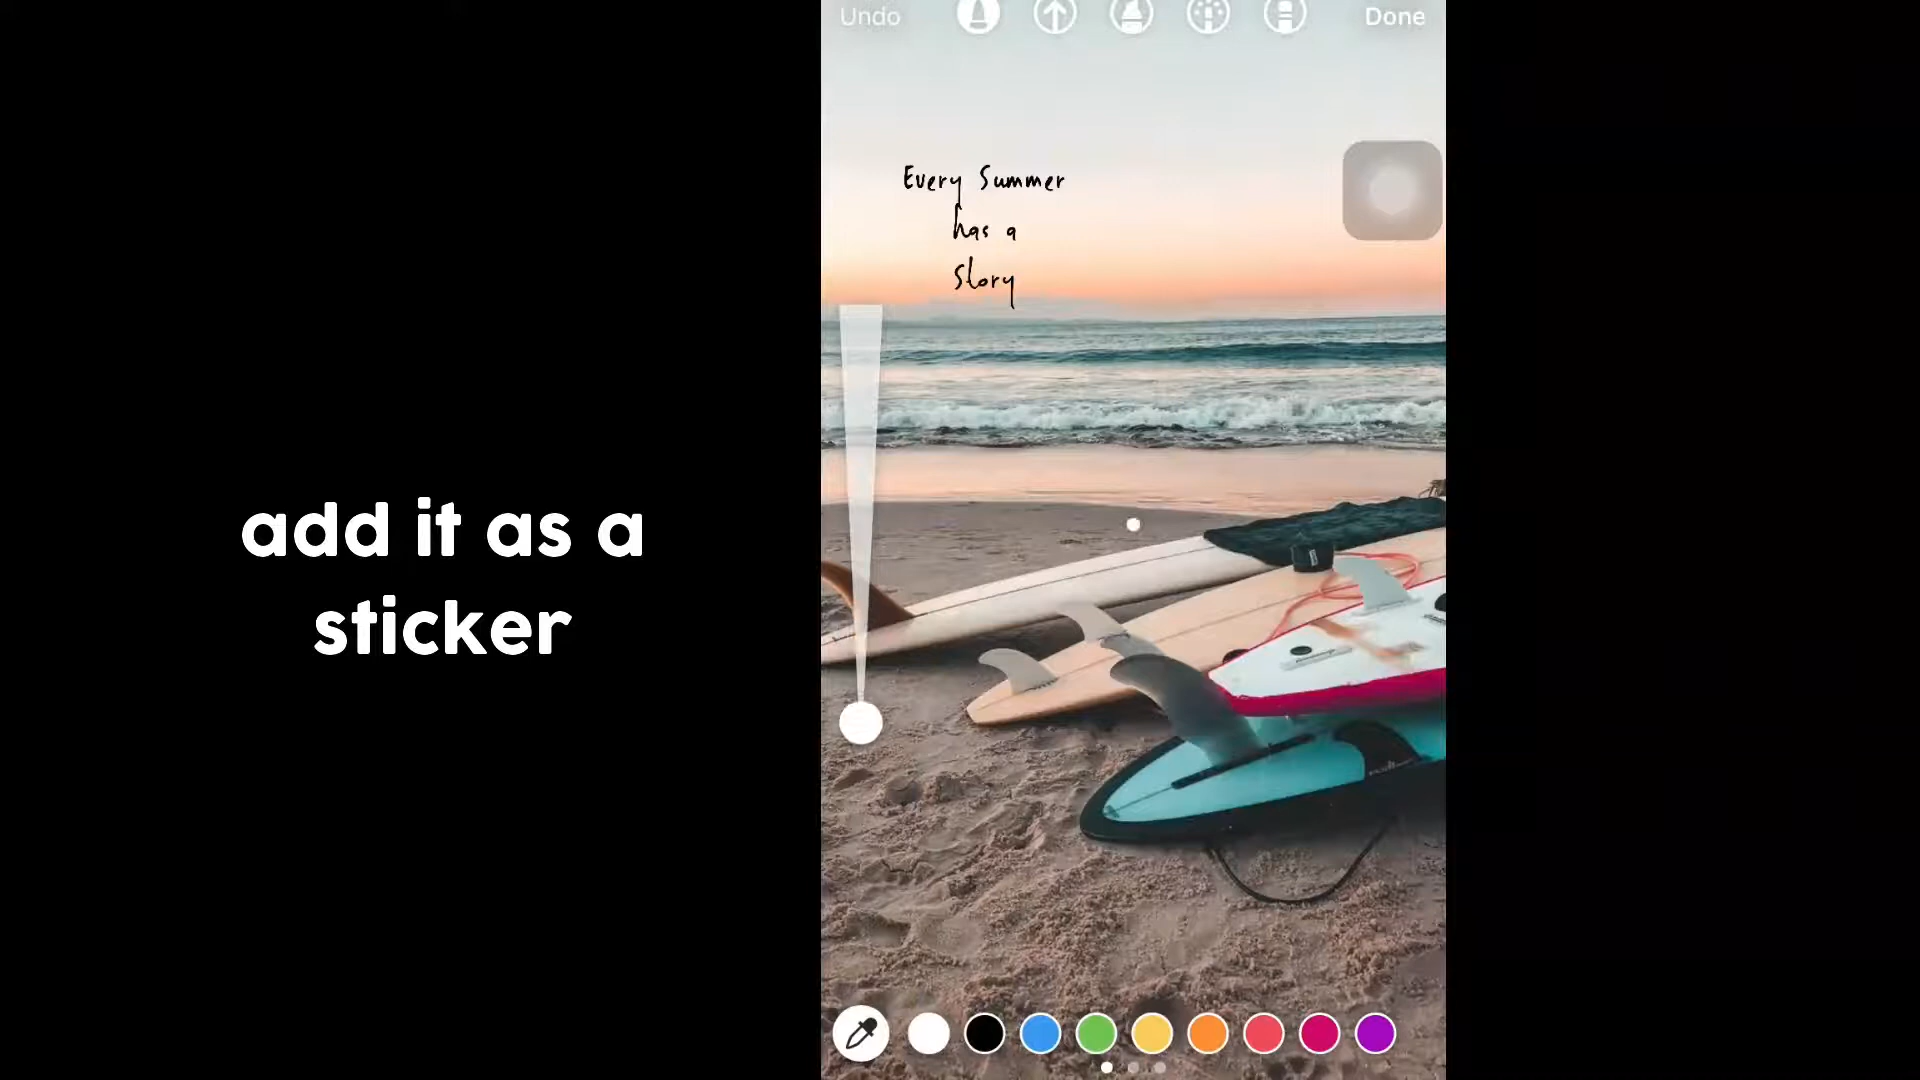 Undo
Done
Every Summer
has a
Story
add it as a
sticker